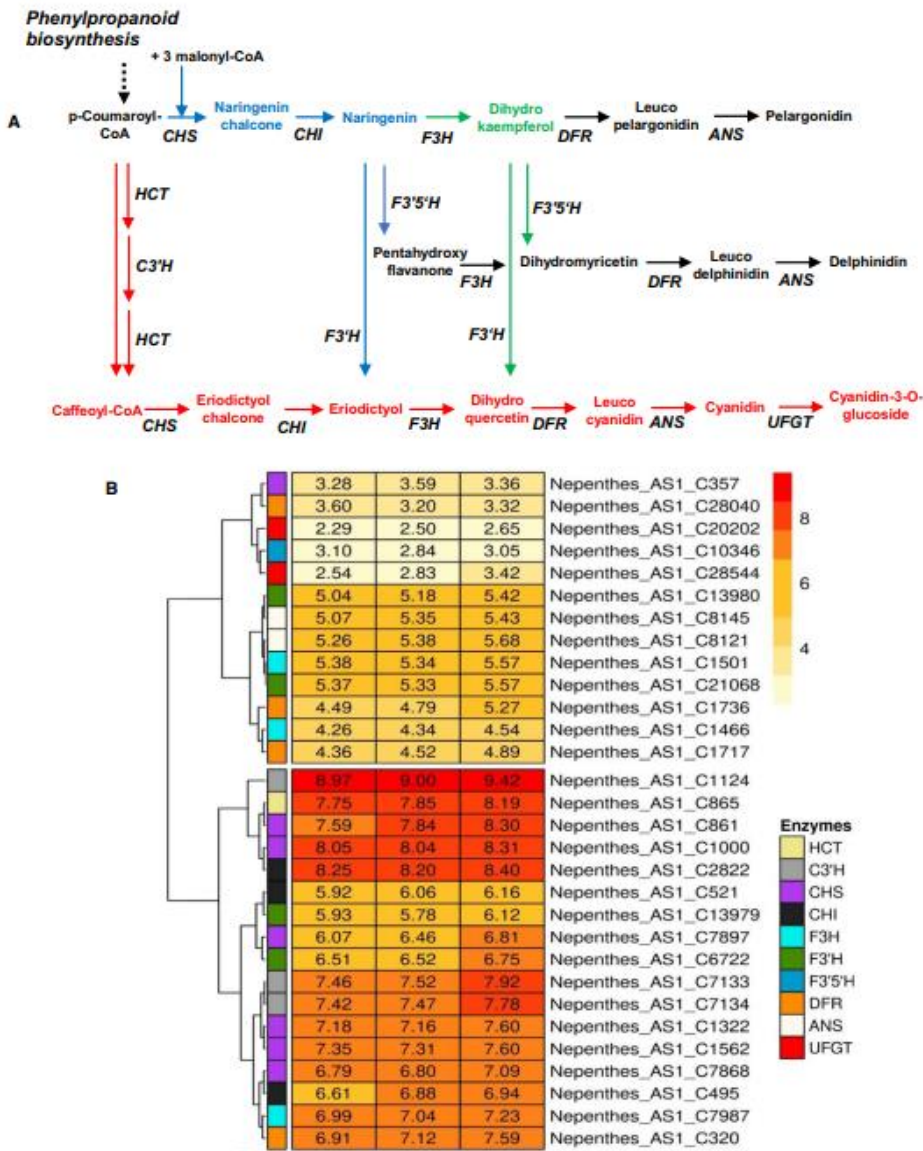 Phenylpropanoid
biosynthesis
+ 3 malonyl-CoA
A
p-Coumaroyl-
CoA
CHS
Naringenin
chalcone
CHI
Naringenin
F3H
Dihydro
kaempferol
DFR
Leuco
pelargonidin
ANS
Pelargonidin
HCT
C3'H
HCT
F3'5'H
F3'5'H
Pentahydroxy
flavanone
F3H
Dihydromyricetin
DFR
Leuco
delphinidin
ANS
Delphinidin
F3'H
F3'H
Caffeoyl-CoA
CHS
Eriodictyol
chalcone
CHI
Eriodictyol
F3H
Dihydro
quercetin
DFR
Leuco
cyanidin
ANS
Cyanidin
UFGT
Cyanidin-3-O-
glucoside
B
3.28 3.59 3.36 Nepenthes_AS1_C357
3.60 3.20 3.32 Nepenthes_AS1_C28040
2.29 2.50 2.65 Nepenthes_AS1_C20202
3.10 2.84 3.05 Nepenthes_AS1_C10346
2.54 2.83 3.42 Nepenthes_AS1_C28544
5.04 5.18 5.42 Nepenthes_AS1_C13980
5.07 5.35 5.43 Nepenthes_AS1_C8145
5.26 5.38 5.68 Nepenthes_AS1_C8121
5.38 5.34 5.57 Nepenthes_AS1_C1501
5.37 5.33 5.57 Nepenthes_AS1_C21068
4.49 4.79 5.27 Nepenthes_AS1_C1736
4.26 4.34 4.54 Nepenthes_AS1_C1466
4.36 4.52 4.89 Nepenthes_AS1_C1717
8.97 9.00 9.42 Nepenthes_AS1_C1124
7.75 7.85 8.19 Nepenthes_AS1_C865
7.59 7.84 8.30 Nepenthes_AS1_C861
8.05 8.04 8.31 Nepenthes_AS1_C1000
8.25 8.20 8.40 Nepenthes_AS1_C2822
5.92 6.06 6.16 Nepenthes_AS1_C521
5.93 5.78 6.12 Nepenthes_AS1_C13979
6.07 6.46 6.81 Nepenthes_AS1_C7897
6.51 6.52 6.75 Nepenthes_AS1_C6722
7.46 7.52 7.92 Nepenthes_AS1_C7133
7.42 7.47 7.78 Nepenthes_AS1_C7134
7.18 7.16 7.60 Nepenthes_AS1_C1322
7.35 7.31 7.60 Nepenthes_AS1_C1562
6.79 6.80 7.09 Nepenthes_AS1_C7868
6.61 6.88 6.94 Nepenthes_AS1_C495
6.99 7.04 7.23 Nepenthes_AS1_C7987
6.91 7.12 7.59 Nepenthes_AS1_C320
8
6
4
Enzymes
HCT
C3'H
CHS
CHI
F3H
F3'H
F3'5'H
DFR
ANS
UFGT